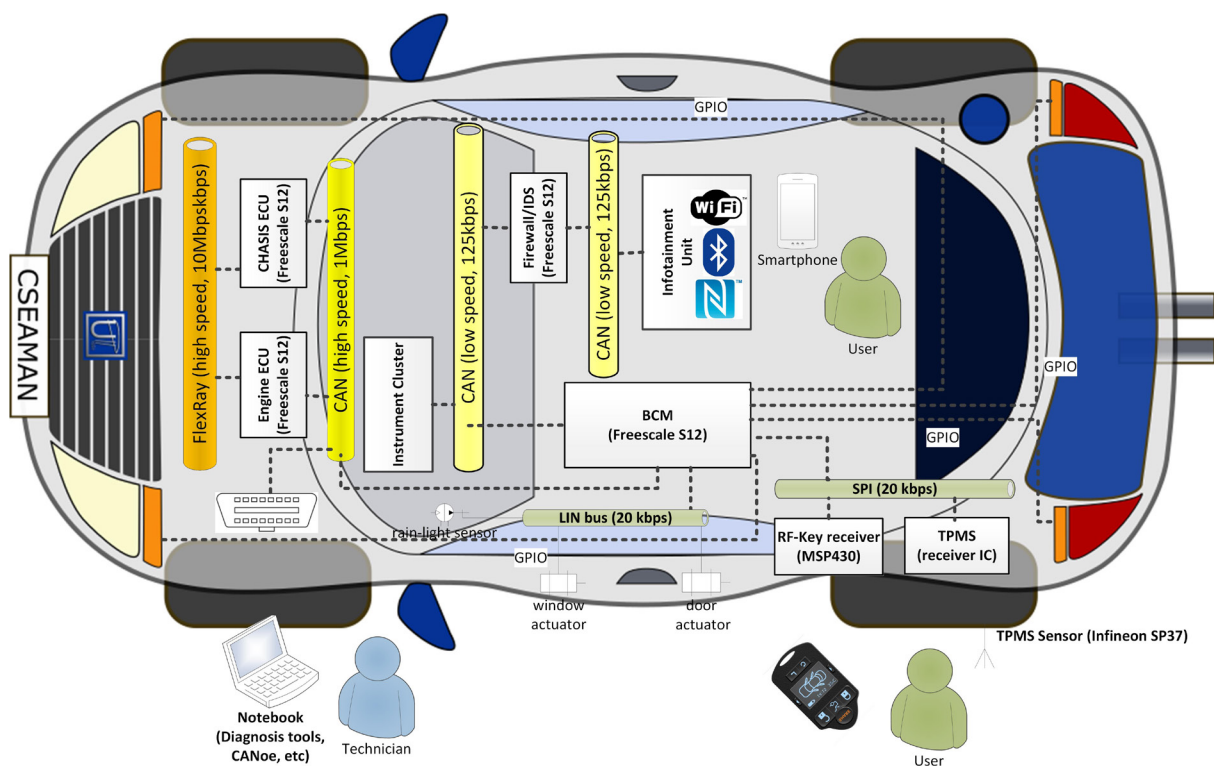 CSEAMAN
FlexRay (high speed, 10Mbpskbps)
CHASIS ECU
(Freescale S12)
Engine ECU
(Freescale S12)
CAN (high speed, 1Mbps)
Instrument Cluster
CAN (low speed, 125kbps)
Firewall/IDS
(Freescale S12)
CAN (low speed, 125kbps)
Infotainment
Unit
Wi Fi
Smartphone
User
GPIO
GPIO
GPIO
BCM
(Freescale S12)
SPI (20 kbps)
LIN bus (20 kbps)
rain-light sensor
GPIO
RF-Key receiver
(MSP430)
TPMS
(receiver IC)
window
actuator
door
actuator
TPMS Sensor (Infineon SP37)
Notebook
(Diagnosis tools,
CANoe, etc)
Technician
User